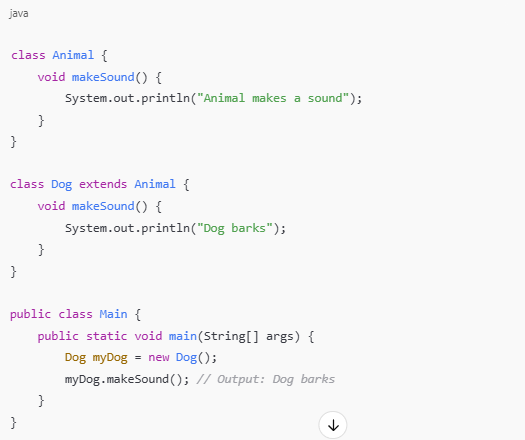 java
class Animal {
    void makeSound() {
        System.out.println("Animal makes a sound");
    }
}
class Dog extends Animal {
    void makeSound() {
        System.out.println("Dog barks");
    }
}
public class Main {
    public static void main(String[] args) {
        Dog myDog = new Dog();
        myDog.makeSound(); // Output: Dog barks
    }
}